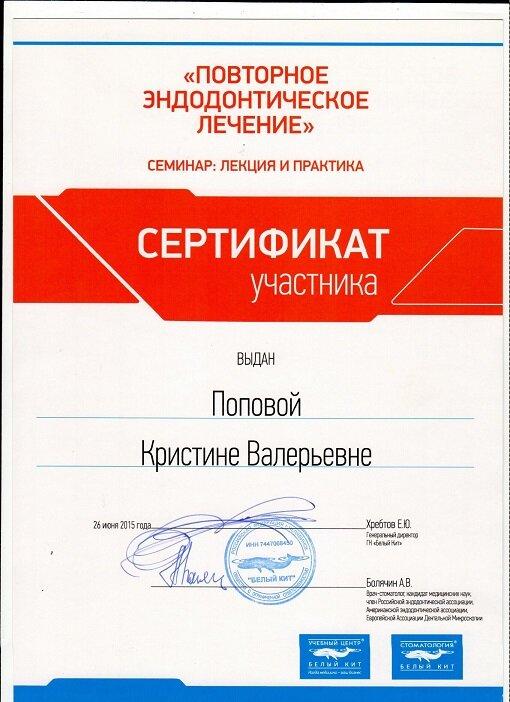 «ПОВТОРНОЕ
ЭНДОДОНТИЧЕСКОЕ
ЛЕЧЕНИЕ»
СЕМИНАР: ЛЕКЦИЯ И ПРАКТИКА
СЕРТИФИКАТ
участника
ВЫДАН
Поповой
Кристине Валерьевне
26 июня 2015 года
Хребтов Е.Ю.
Генеральный директор
ГК «Белый Кит»
ИНН 7447068450
"БЕЛЫЙ КИТ"
Болячин А.В.
Врач-стоматолог, кандидат медицинских наук,
член Российской эндодонтической ассоциации,
Американской эндодонтической ассоциации,
Европейской Ассоциации Дентальной Микроскопии
УЧЕБНЫЙ ЦЕНТР
БЕЛЫЙ КИТ
СТОМАТОЛОГИЯ
БЕЛЫЙ КИТ